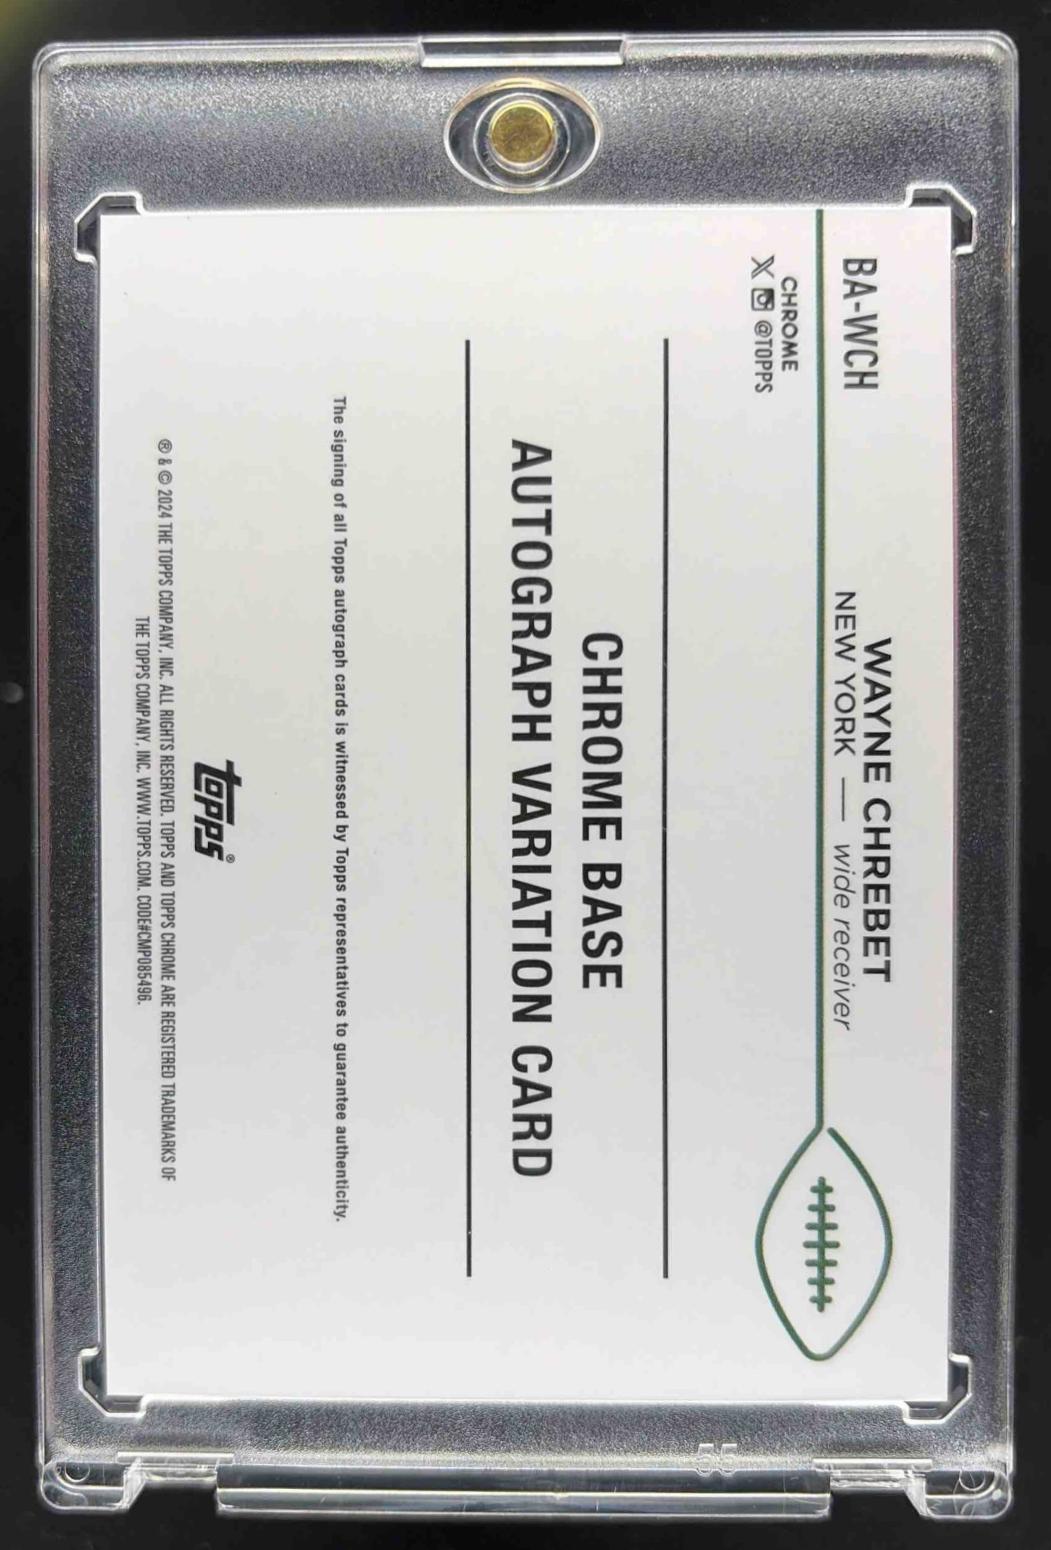 BA-WCH
WAYNE CHREBET
NEW YORK — wide receiver
CHROME
X @TOPPS
CHROME BASE
AUTOGRAPH VARIATION CARD
The signing of all Topps autograph cards is witnessed by Topps representatives to guarantee authenticity.
topps®
® & © 2024 THE TOPPS COMPANY, INC. ALL RIGHTS RESERVED. TOPPS AND TOPPS CHROME ARE REGISTERED TRADEMARKS OF
THE TOPPS COMPANY, INC. WWW.TOPPS.COM. CODE#CMP085496.
55